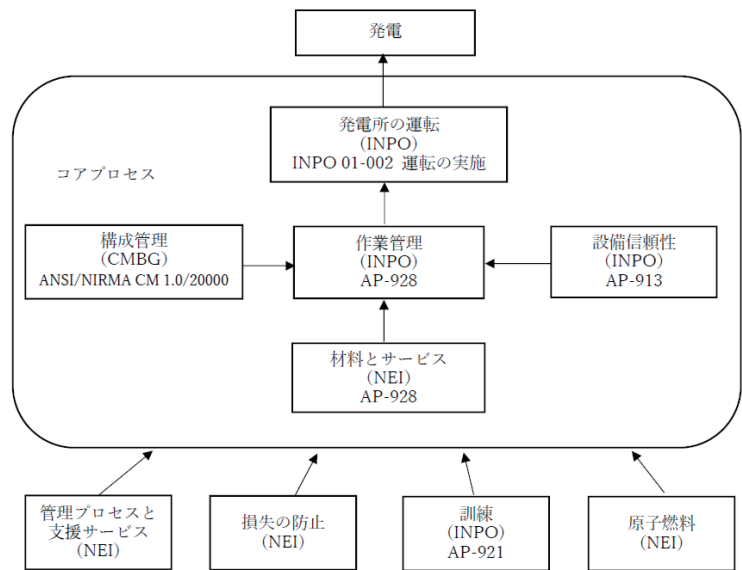 発電
発電所の運転
(INPO)
INPO 01-002 運転の実施
コアプロセス
構成管理
(CMBG)
ANSI/NIRMA CM 1.0/20000
作業管理
(INPO)
AP-928
設備信頼性
(INPO)
AP-913
材料とサービス
(NEI)
AP-928
管理プロセスと
支援サービス
(NEI)
損失の防止
(NEI)
訓練
(INPO)
AP-921
原子燃料
(NEI)